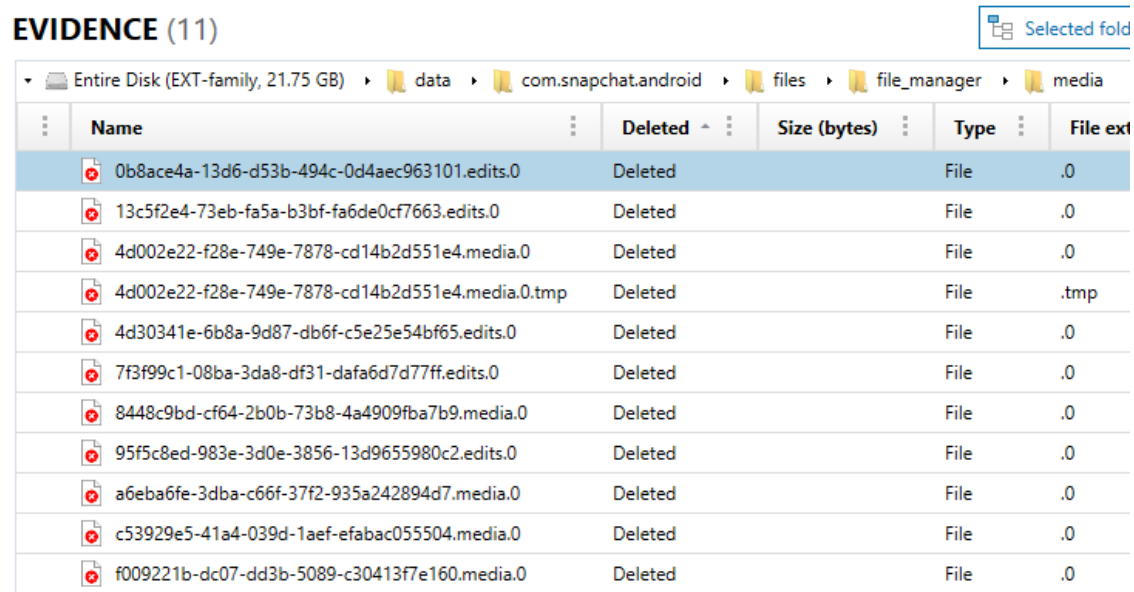 EVIDENCE (11)
Selected fold
Entire Disk (EXT-family, 21.75 GB) data com.snapchat.android files file_manager media
Name Deleted Size (bytes) Type File ext
0b8ace4a-13d6-d53b-494c-0d4aec963101.edits.0 Deleted File .0
13c5f2e4-73eb-fa5a-b3bf-fa6de0cf7663.edits.0 Deleted File .0
4d002e22-f28e-749e-7878-cd14b2d551e4.media.0 Deleted File .0
4d002e22-f28e-749e-7878-cd14b2d551e4.media.0.tmp Deleted File .tmp
4d30341e-6b8a-9d87-db6f-c5e25e54bf65.edits.0 Deleted File .0
7f3f99c1-08ba-3da8-df31-dafa6d7d77ff.edits.0 Deleted File .0
8448c9bd-cf64-2b0b-73b8-4a4909fba7b9.media.0 Deleted File .0
95f5c8ed-983e-3d0e-3856-13d9655980c2.edits.0 Deleted File .0
a6eba6fe-3dba-c66f-37f2-935a242894d7.media.0 Deleted File .0
c53929e5-41a4-039d-1aef-efabac055504.media.0 Deleted File .0
f009221b-dc07-dd3b-5089-c30413f7e160.media.0 Deleted File .0